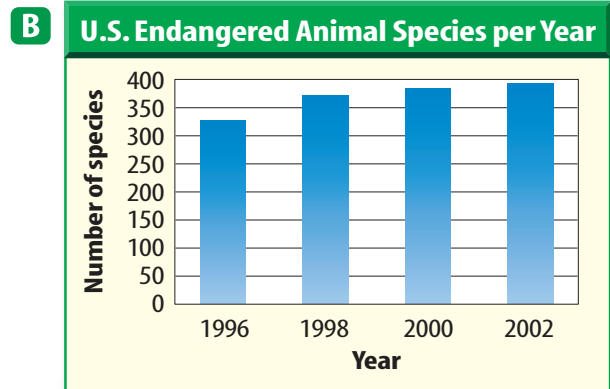 B
U.S. Endangered Animal Species per Year
Number of species
400
350
300
250
200
150
100
50
0
1996 1998 2000 2002
Year